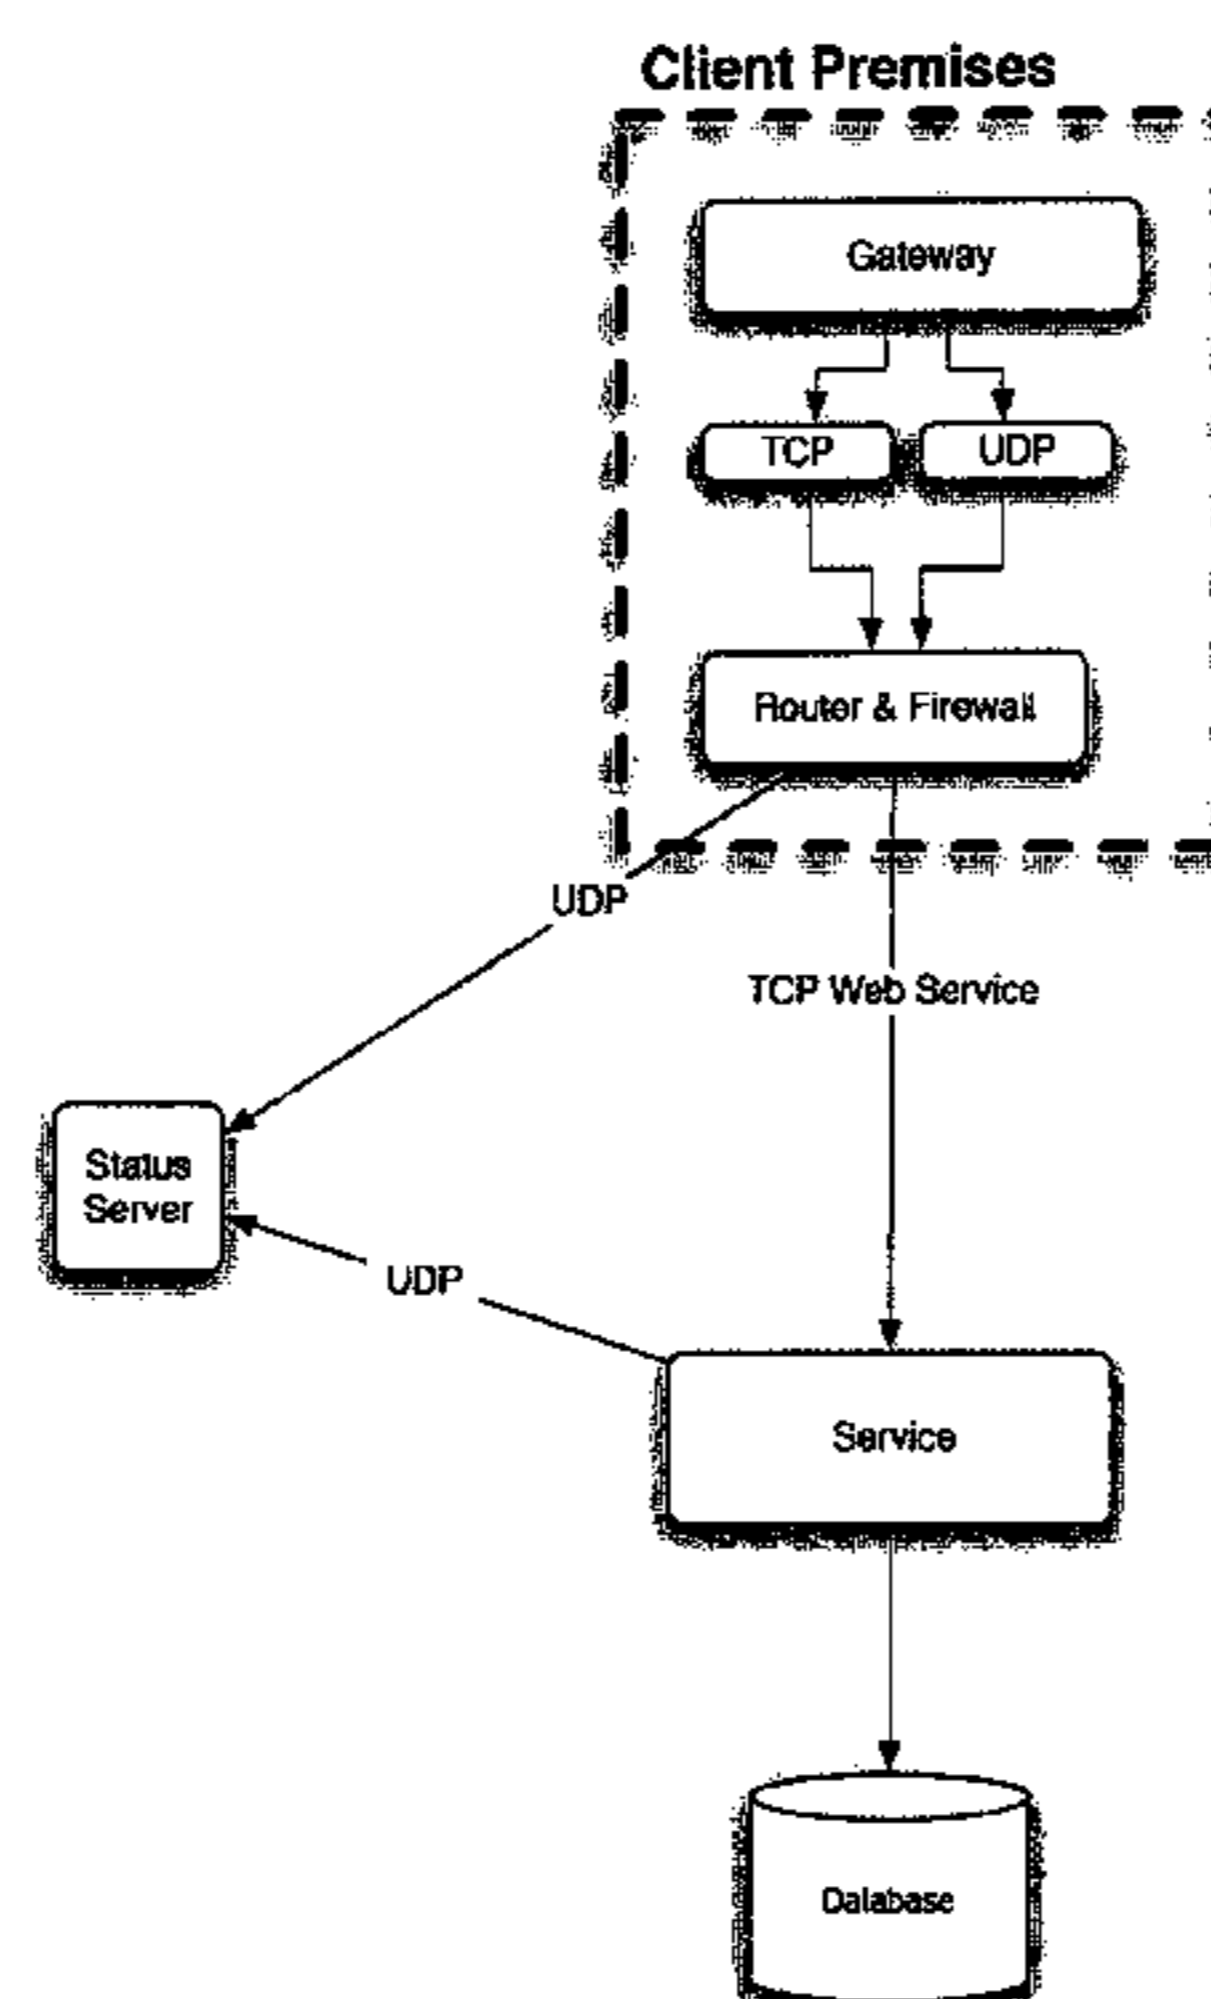 Client Premises
Gateway
TCP
UDP
Router & Firewall
UDP
TCP Web Service
Status
Server
UDP
Service
Database